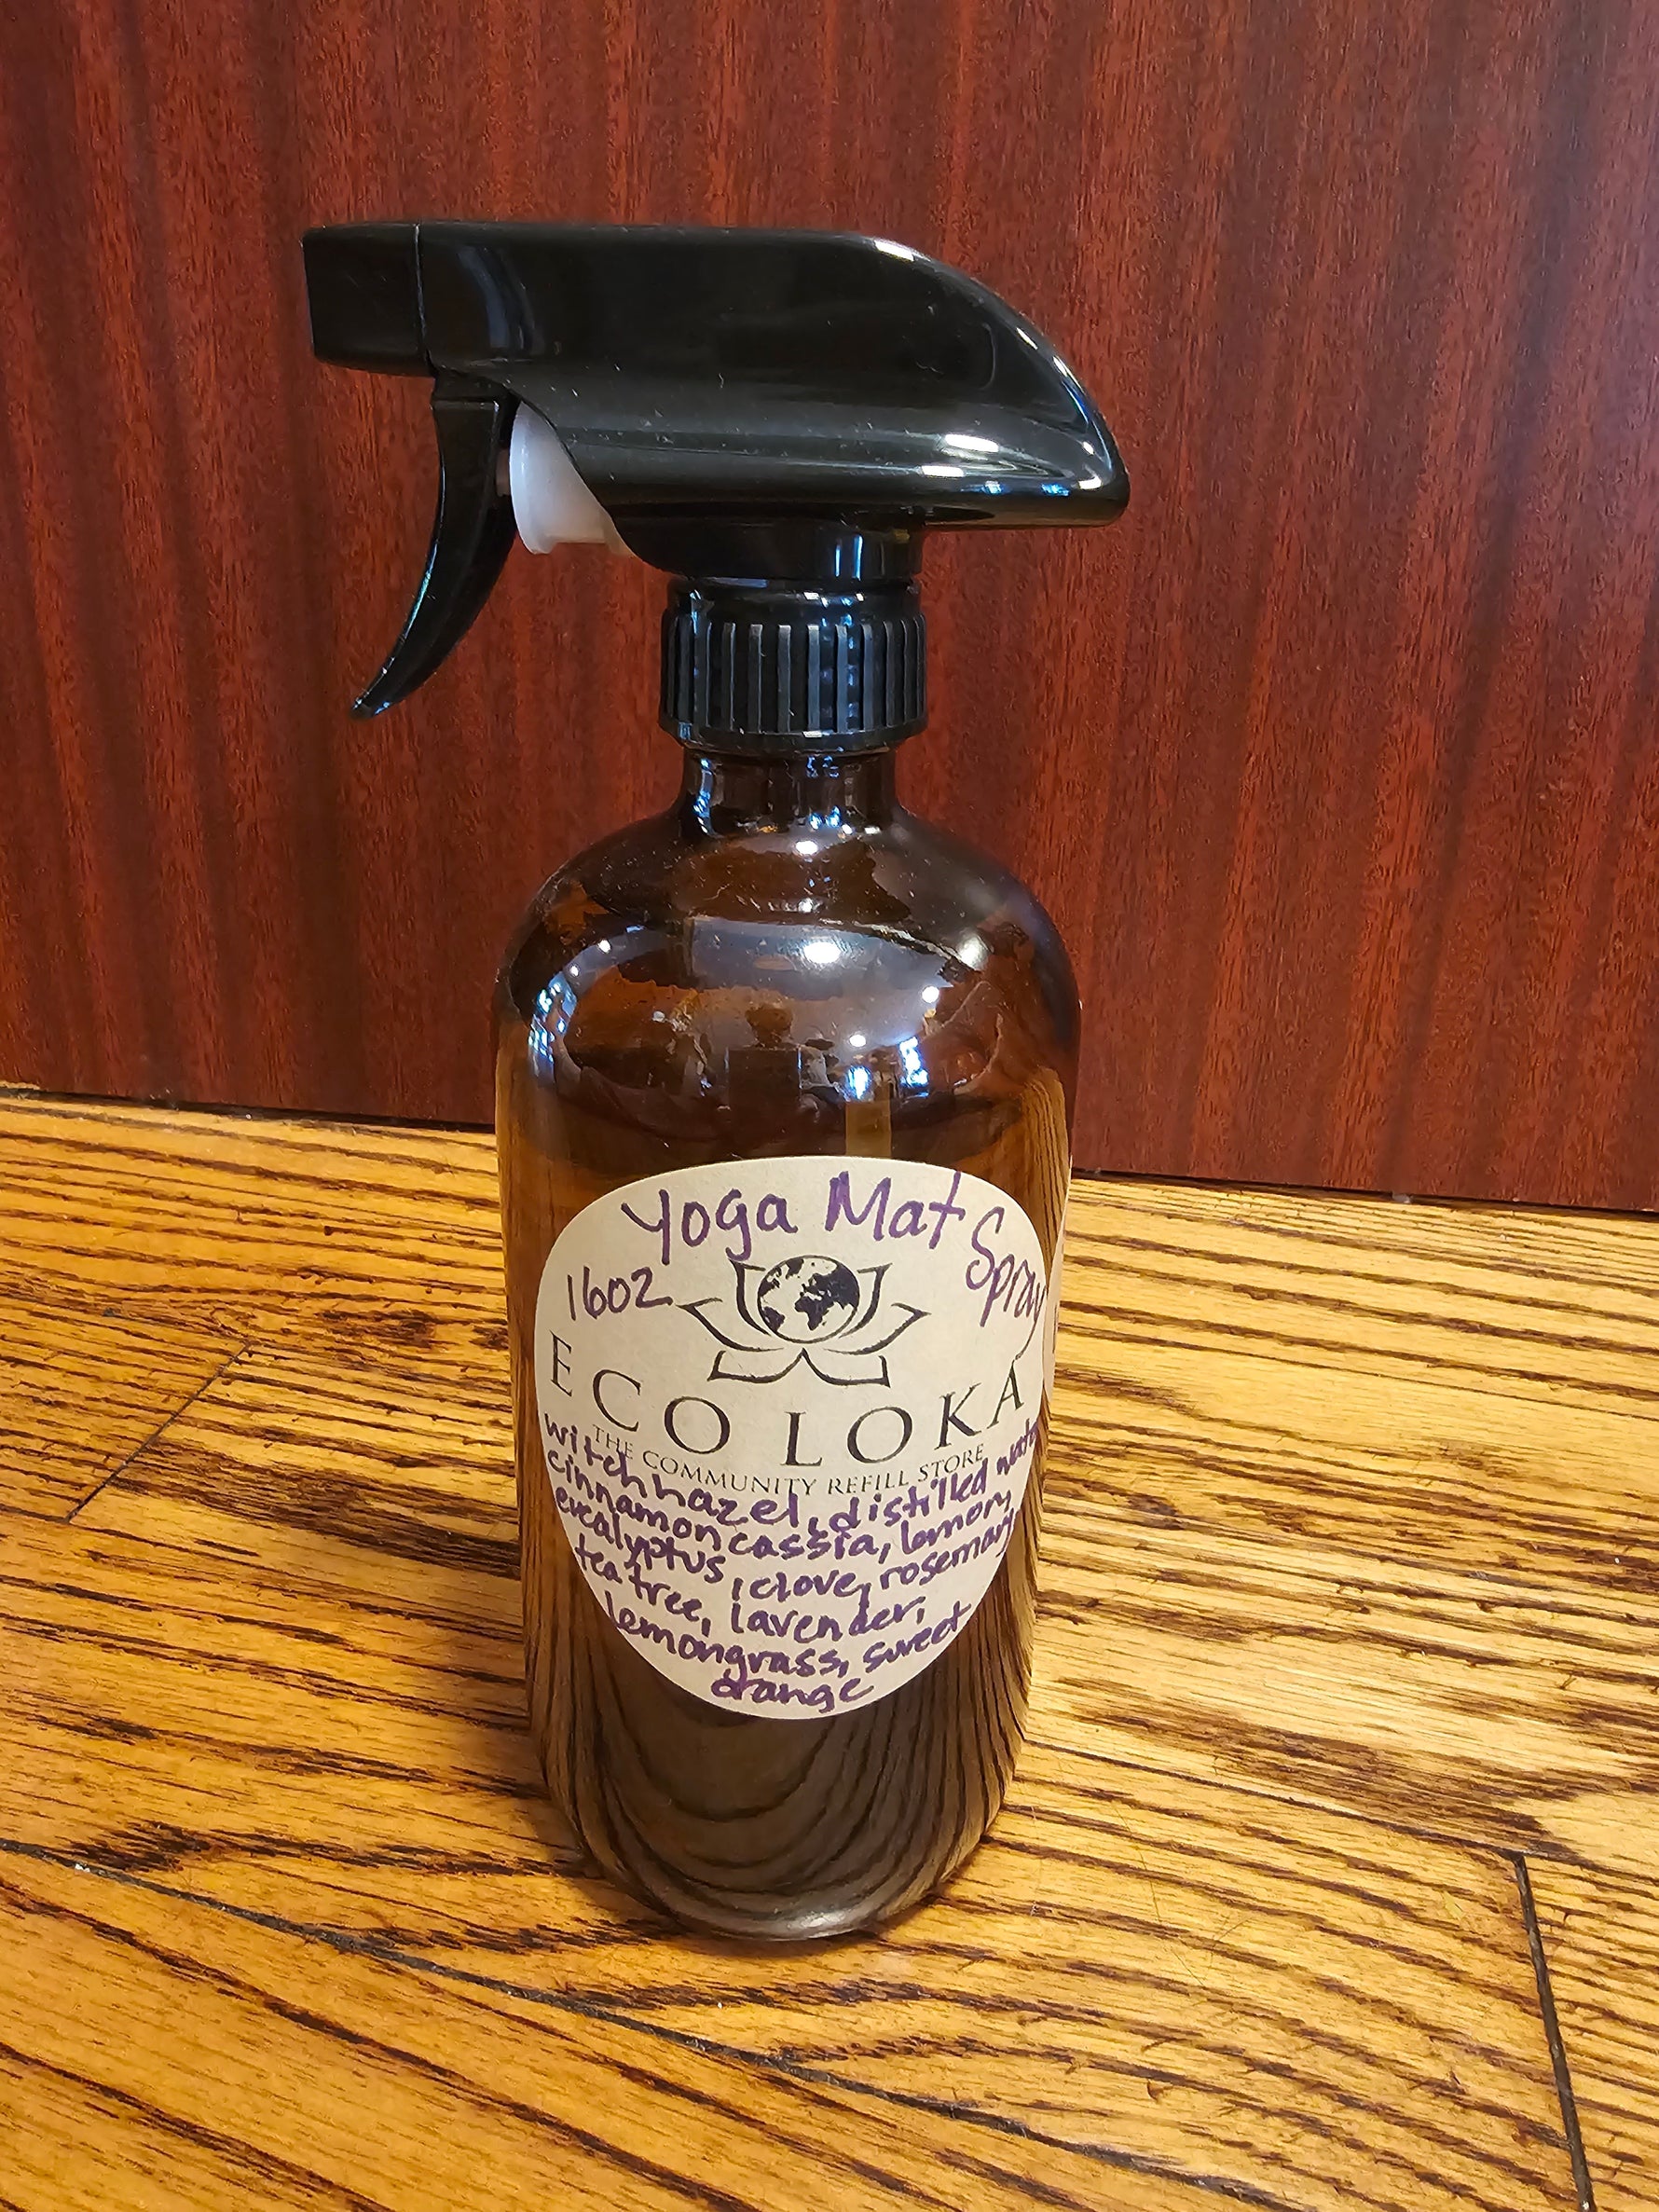 Yoga Mat Spray
16oz
ECO LOKA
THE COMMUNITY REFILL STORE
witch hazel, distilled water
cinnamon cassia, lemon,
eucalyptus, clove, rosemary
tea tree, lavender,
lemongrass, sweet
orange